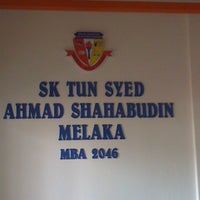 SK TUN SYED
AHMAD SHAHABUDIN
MELAKA
MBA 2046